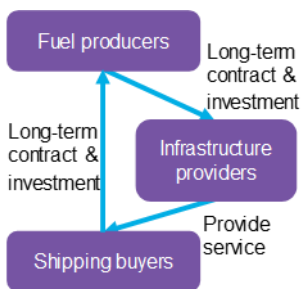 Fuel producers
Long-term
contract &
investment
Long-term
contract &
investment
Infrastructure
providers
Provide
service
Shipping buyers